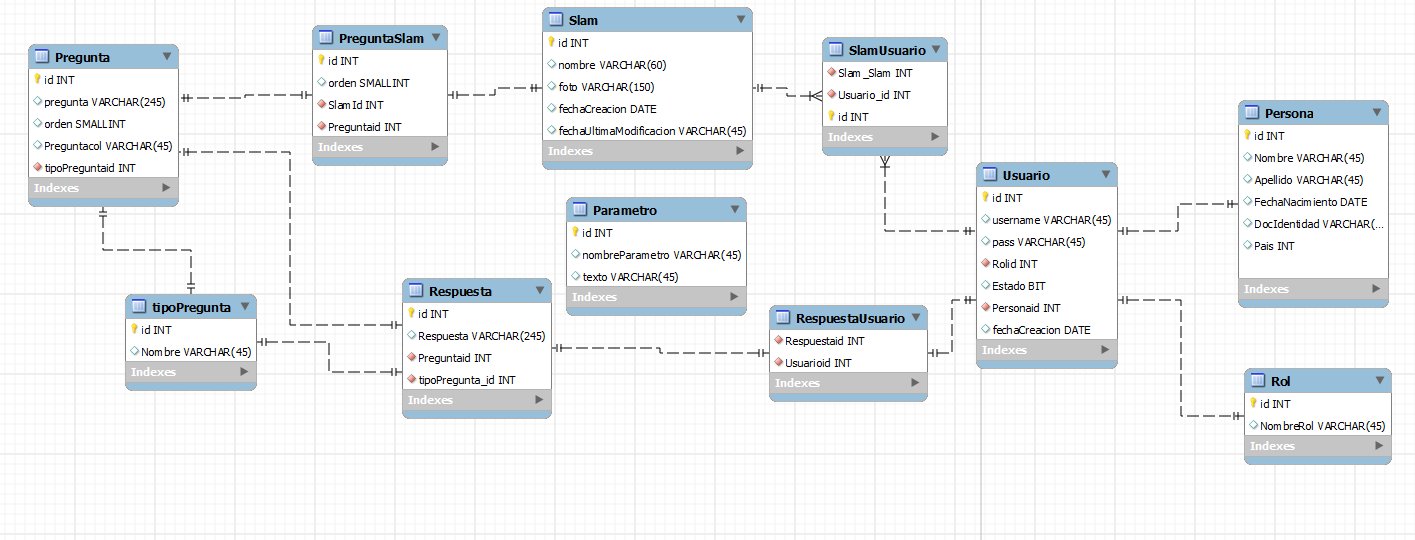 Pregunta
id INT
pregunta VARCHAR(245)
orden SMALLINT
Preguntacol VARCHAR(45)
tipoPreguntaid INT
Indexes
PreguntaSlam
id INT
orden SMALLINT
Slam Id INT
Preguntaid INT
Indexes
Slam
id INT
nombre VARCHAR(60)
foto VARCHAR(150)
fechaCreacion DATE
fechaUltimaModificacion VARCHAR(45)
Indexes
SlamUsuario
Slam_Slam INT
Usuario_id INT
id INT
Indexes
Persona
id INT
Nombre VARCHAR(45)
Apellido VARCHAR(45)
FechaNacimiento DATE
DocIdentidad VARCHAR(...
Pais INT
Indexes
Usuario
id INT
username VARCHAR(45)
pass VARCHAR(45)
Rolid INT
Estado BIT
Personaid INT
fechaCreacion DATE
Indexes
Parametro
id INT
nombreParametro VARCHAR(45)
texto VARCHAR(45)
Indexes
tipoPregunta
id INT
Nombre VARCHAR(45)
Indexes
Respuesta
id INT
Respuesta VARCHAR(245)
Preguntaid INT
tipoPregunta_id INT
Indexes
RespuestaUsuario
Respuestaid INT
Usuarioid INT
Indexes
Rol
id INT
NombreRol VARCHAR(45)
Indexes